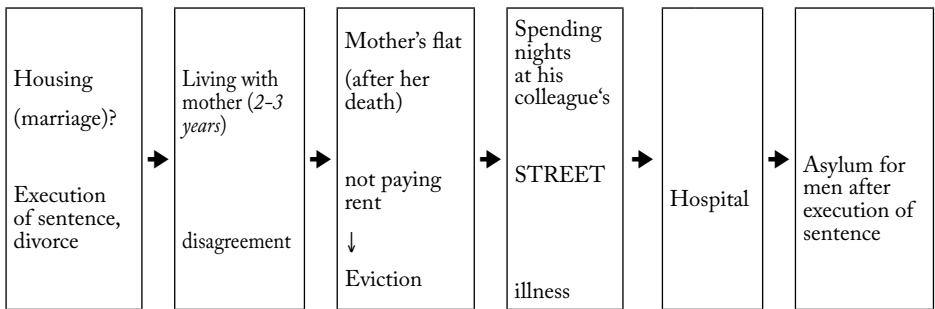 Housing
(marriage)?
Execution
of sentence,
divorce
Living with
mother (2-3
years)
disagreement
Mother’s flat
(after her
death)
not paying
rent
↓
Eviction
Spending
nights
at his
colleague‘s
STREET
illness
Hospital
Asylum for
men after
execution of
sentence